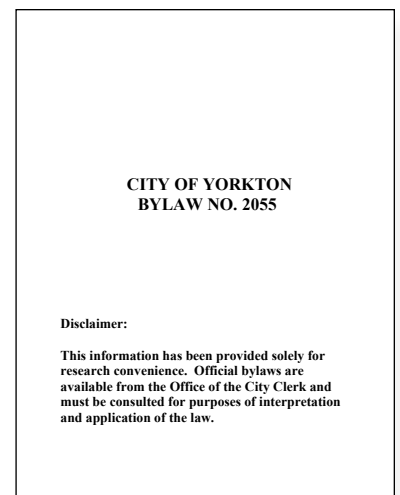 CITY OF YORKTON
BYLAW NO. 2055
Disclaimer:
This information has been provided solely for
research convenience.  Official bylaws are
available from the Office of the City Clerk and
must be consulted for purposes of interpretation
and application of the law.